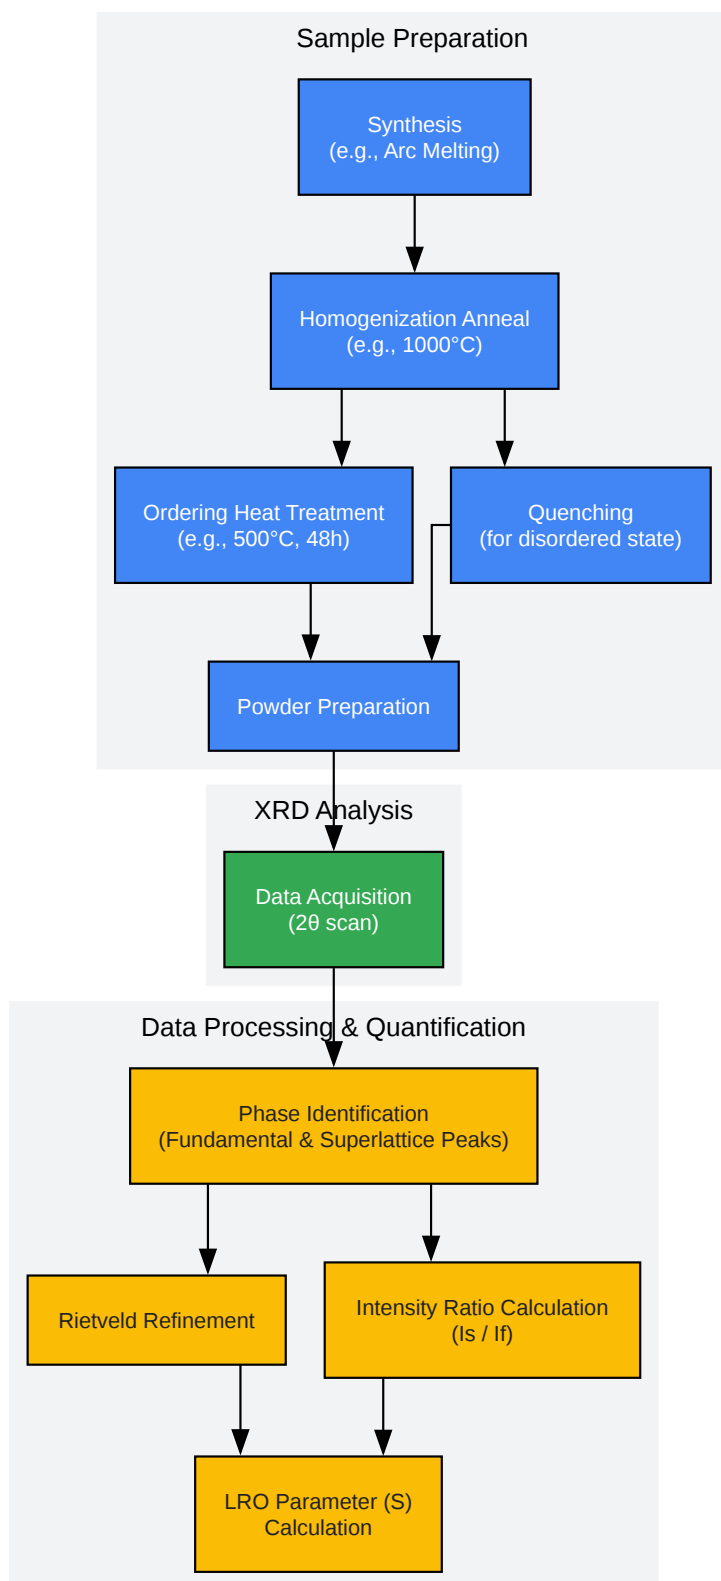 Sample Preparation
Synthesis
(e.g., Arc Melting)
Homogenization Anneal
(e.g., 1000°C)
Ordering Heat Treatment
(e.g., 500°C, 48h)
Quenching
(for disordered state)
Powder Preparation
XRD Analysis
Data Acquisition
(2θ scan)
Data Processing & Quantification
Phase Identification
(Fundamental & Superlattice Peaks)
Rietveld Refinement
Intensity Ratio Calculation
(Is / If)
LRO Parameter (S)
Calculation